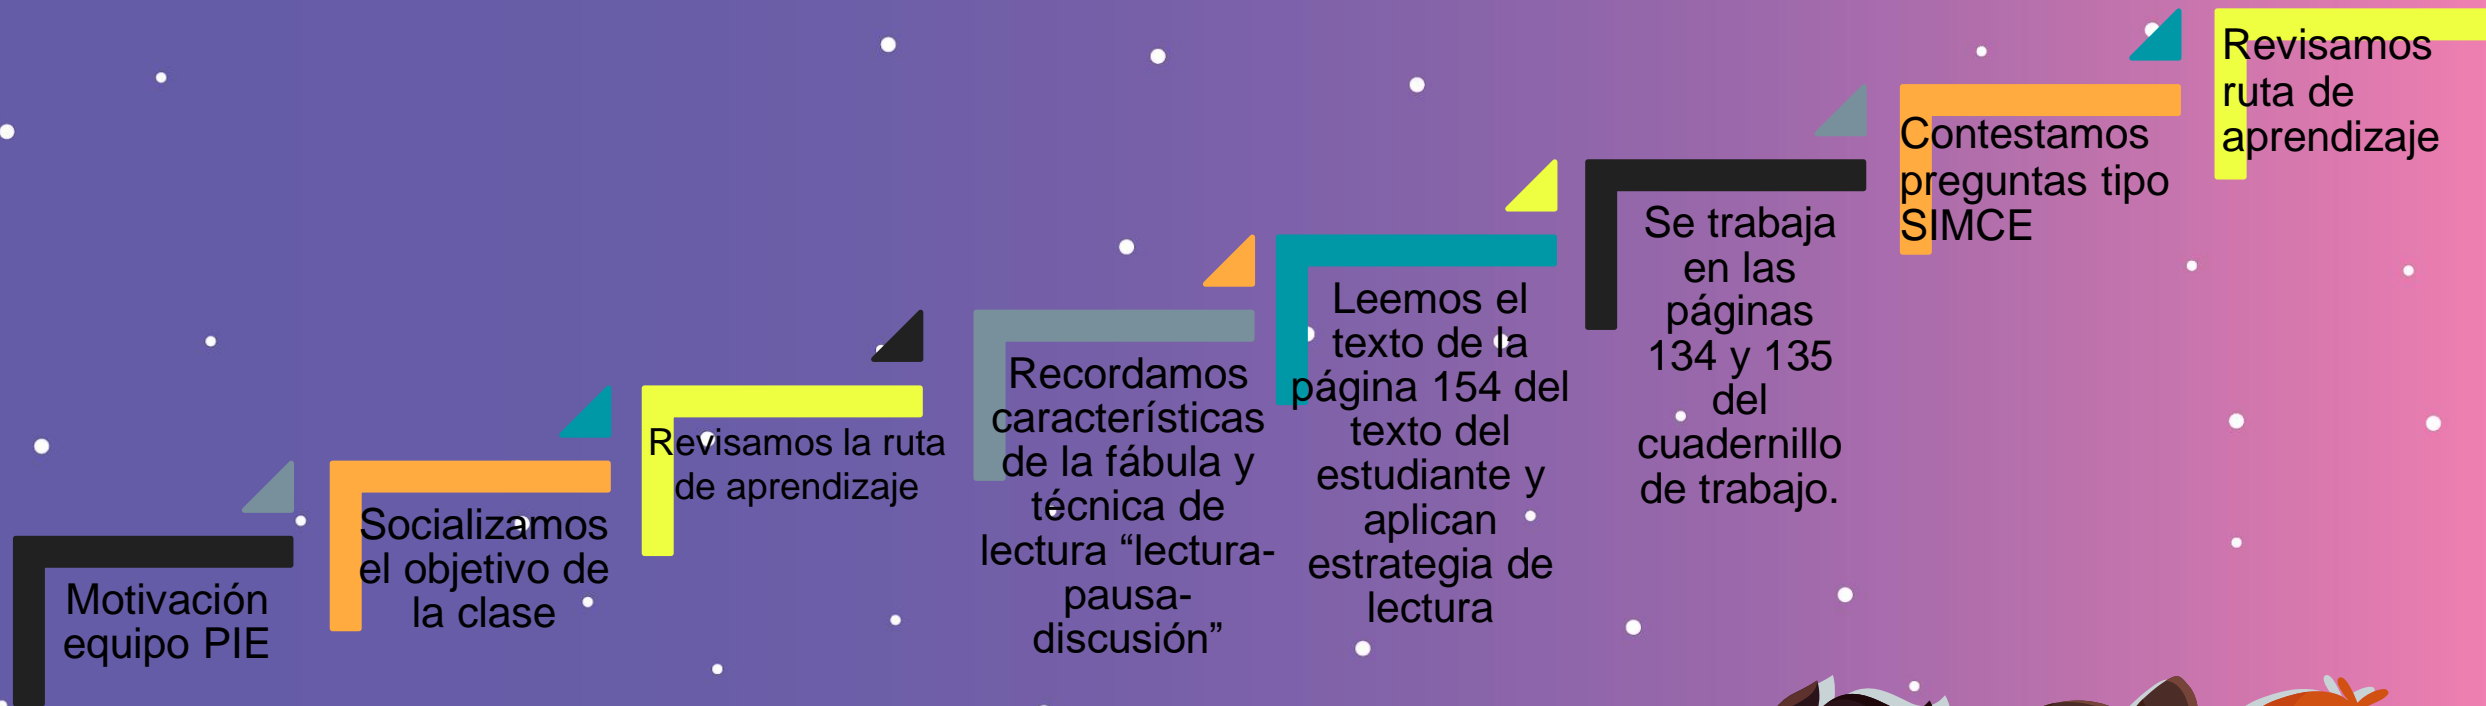 Motivación
equipo PIE
Socializamos
el objetivo de
la clase
Revisamos la ruta
de aprendizaje
Recordamos
características
de la fábula y
técnica de
lectura “lectura-
pausa-
discusión”
Leemos el
texto de la
página 154 del
texto del
estudiante y
aplican
estrategia de
lectura
Se trabaja
en las
páginas
134 y 135
del
cuadernillo
de trabajo.
Contestamos
preguntas tipo
SIMCE
Revisamos
ruta de
aprendizaje